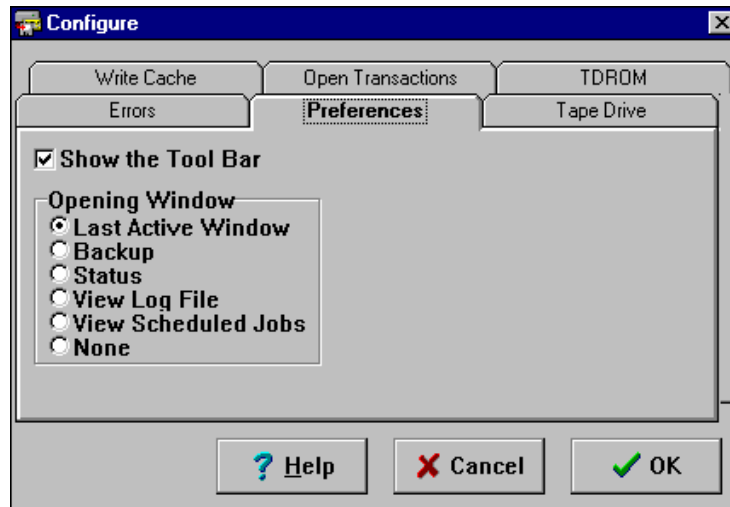 Configure
Write Cache Open Transactions TDROM
Errors Preferences Tape Drive
Show the Tool Bar
Opening Window
Last Active Window
Backup
Status
View Log File
View Scheduled Jobs
None
? Help Cancel OK